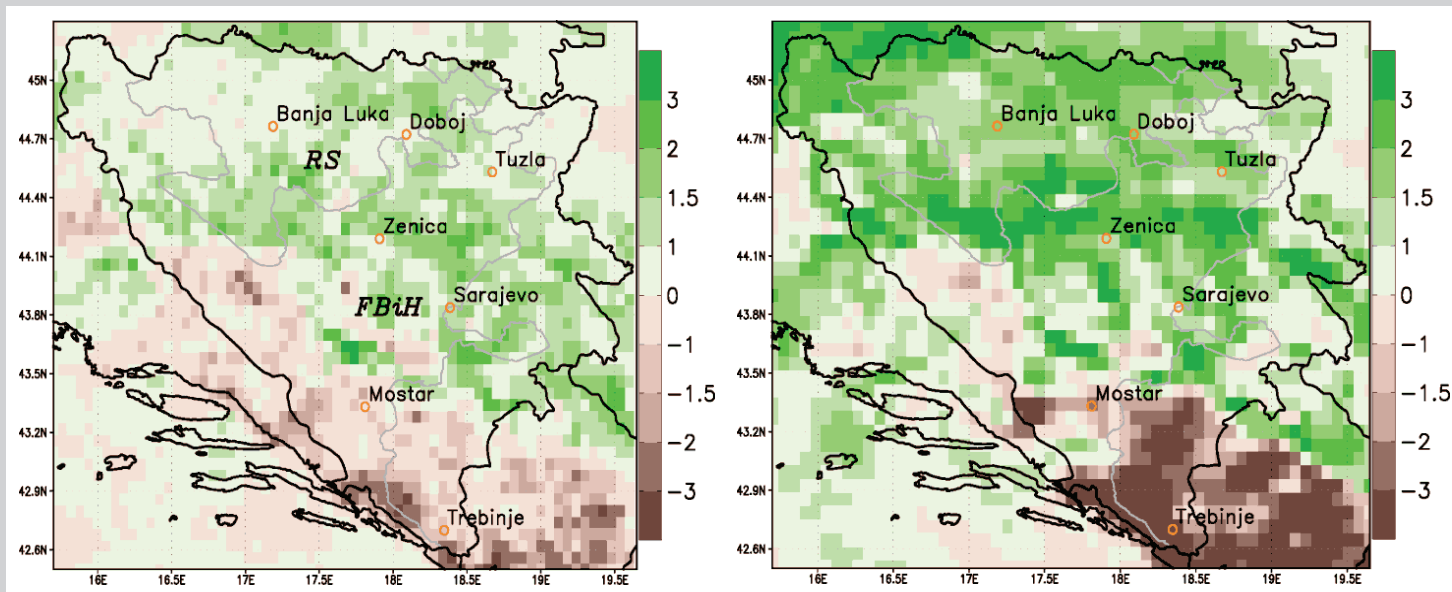 45N
44.7N
44.4N
44.1N
43.8N
43.5N
43.2N
42.9N
42.6N
16E
16.5E
17E
17.5E
18E
18.5E
19E
19.5E
Banja Luka
Doboj
RS
Tuzla
Zenica
FBiH
Sarajevo
Mostar
Trebinje
3
2
1.5
1
0
−1
−1.5
−2
−3
45N
44.7N
44.4N
44.1N
43.8N
43.5N
43.2N
42.9N
42.6N
16E
16.5E
17E
17.5E
18E
18.5E
19E
19.5E
Banja Luka
Doboj
Tuzla
Zenica
Sarajevo
Mostar
Trebinje
3
2
1.5
1
0
−1
−1.5
−2
−3